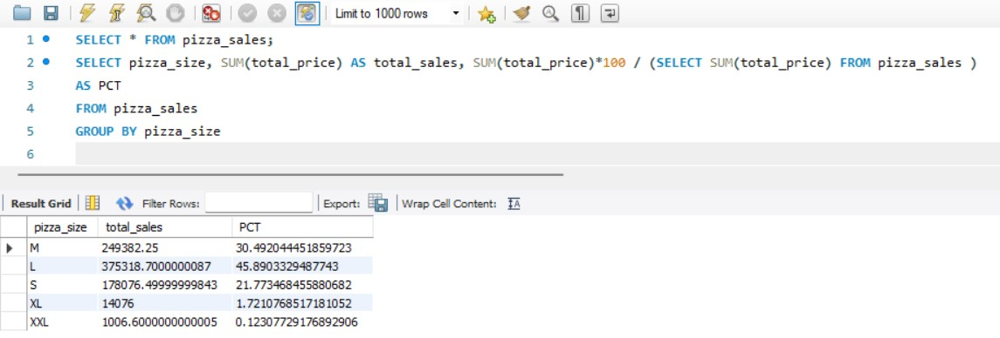 Limit to 1000 rows
1 SELECT * FROM pizza_sales;
2 SELECT pizza_size, SUM(total_price) AS total_sales, SUM(total_price)*100 / (SELECT SUM(total_price) FROM pizza_sales )
3 AS PCT
4 FROM pizza_sales
5 GROUP BY pizza_size
6
Result Grid Filter Rows: Export: Wrap Cell Content: IA
pizza_size total_sales PCT
M 249382.25 30.492044451859723
L 375318.7000000087 45.8903329487743
S 178076.49999999843 21.773468455880682
XL 14076 1.7210768517181052
XXL 1006.6000000000005 0.12307729176892906